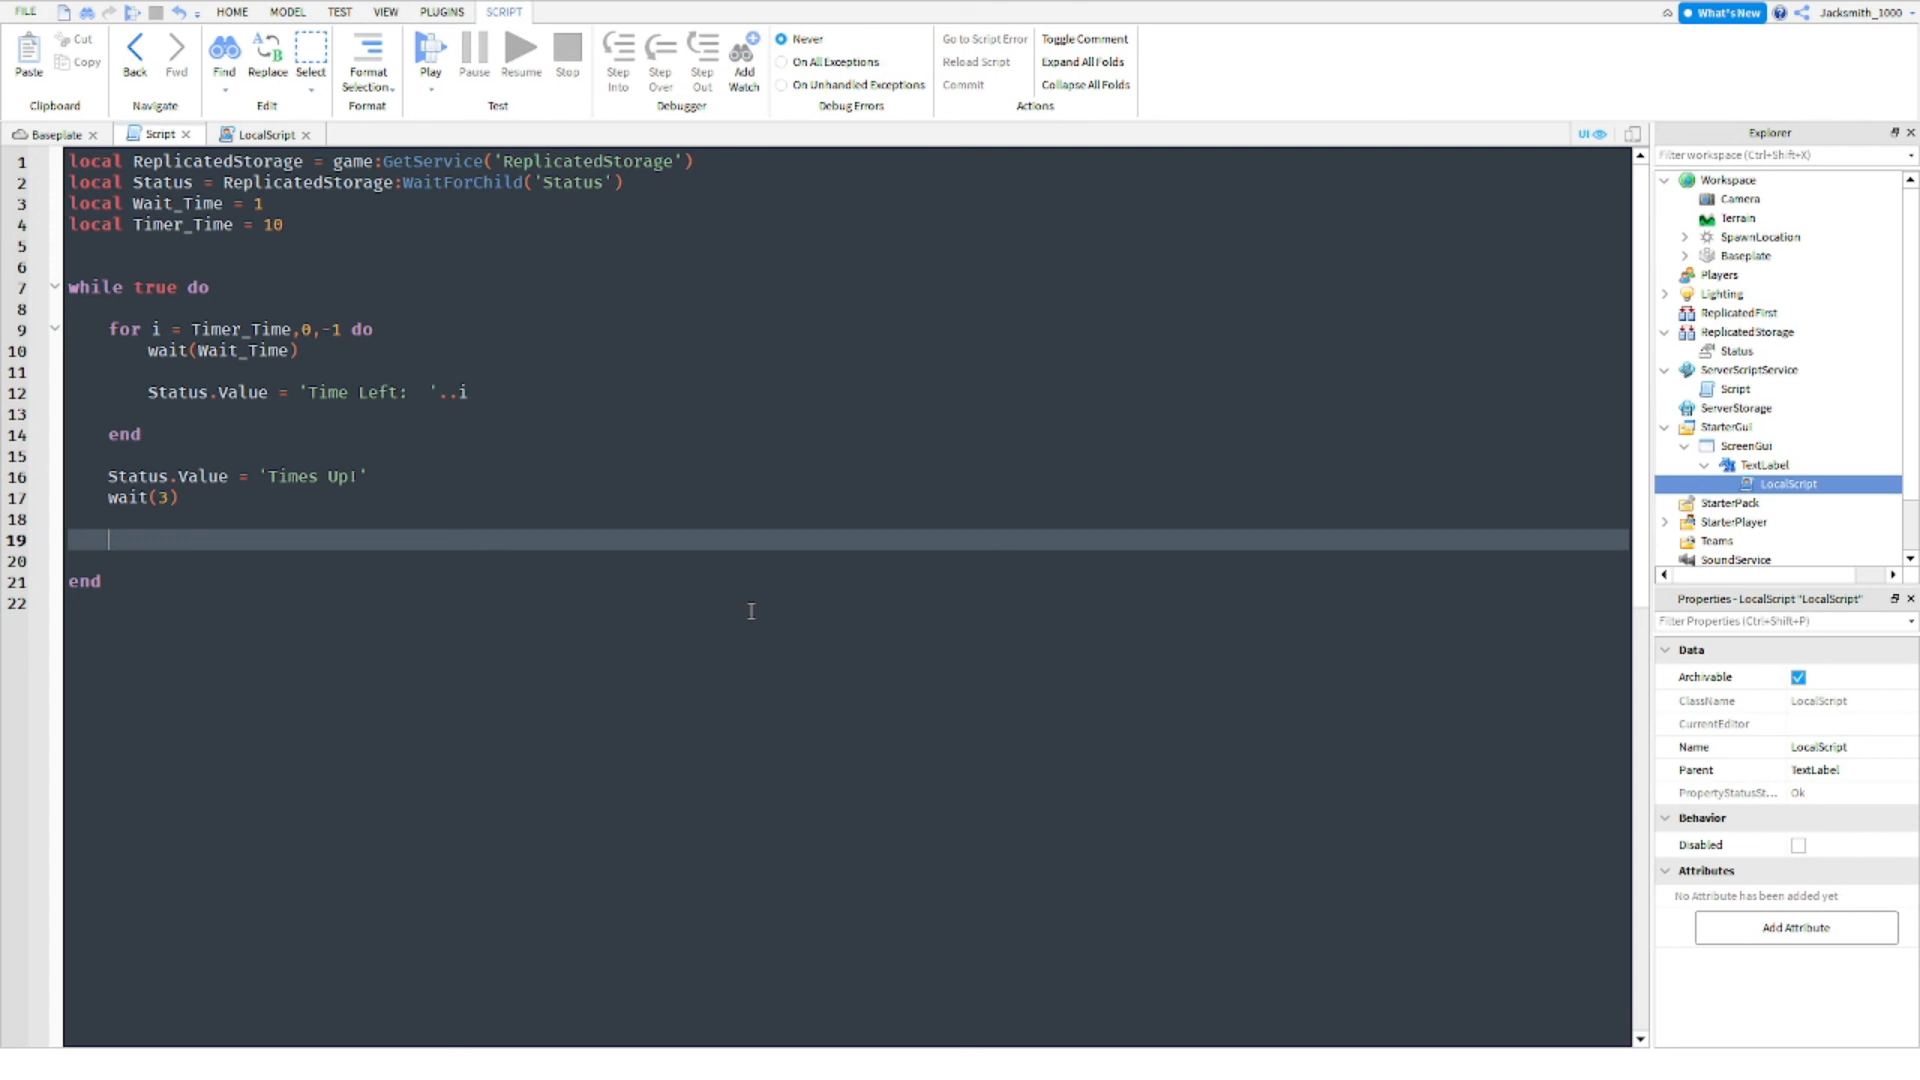 FILE HOME MODEL TEST VIEW PLUGINS SCRIPT What's New Jacksmith_1000
Paste Cut Copy Clipboard
Back Fwd Navigate
Find Replace Select Edit
Format Selection Format
Play Pause Resume Stop Test
Step Into Step Over Step Out Add Watch Debugger
Never
On All Exceptions
On Unhandled Exceptions
Debug Errors
Go to Script Error Toggle Comment
Reload Script Expand All Folds
Commit Collapse All Folds
Actions
Baseplate Script LocalScript UI
1 local ReplicatedStorage = game:GetService('ReplicatedStorage')
2 local Status = ReplicatedStorage:WaitForChild('Status')
3 local Wait_Time = 1
4 local Timer_Time = 10
5
6
7 while true do
8
9 for i = Timer_Time,0,-1 do
10 wait(Wait_Time)
11
12 Status.Value = 'Time Left:  '..i
13
14 end
15
16 Status.Value = 'Times Up!'
17 wait(3)
18
19
20
21 end
22
Explorer
Filter workspace (Ctrl+Shift+X)
Workspace
Camera
Terrain
SpawnLocation
Baseplate
Players
Lighting
ReplicatedFirst
ReplicatedStorage
Status
ServerScriptService
Script
ServerStorage
StarterGui
ScreenGui
TextLabel
LocalScript
StarterPack
StarterPlayer
Teams
SoundService
Properties - LocalScript "LocalScript"
Filter Properties (Ctrl+Shift+P)
Data
Archivable
ClassName LocalScript
CurrentEditor
Name LocalScript
Parent TextLabel
PropertyStatusSt... Ok
Behavior
Disabled
Attributes
No Attribute has been added yet
Add Attribute